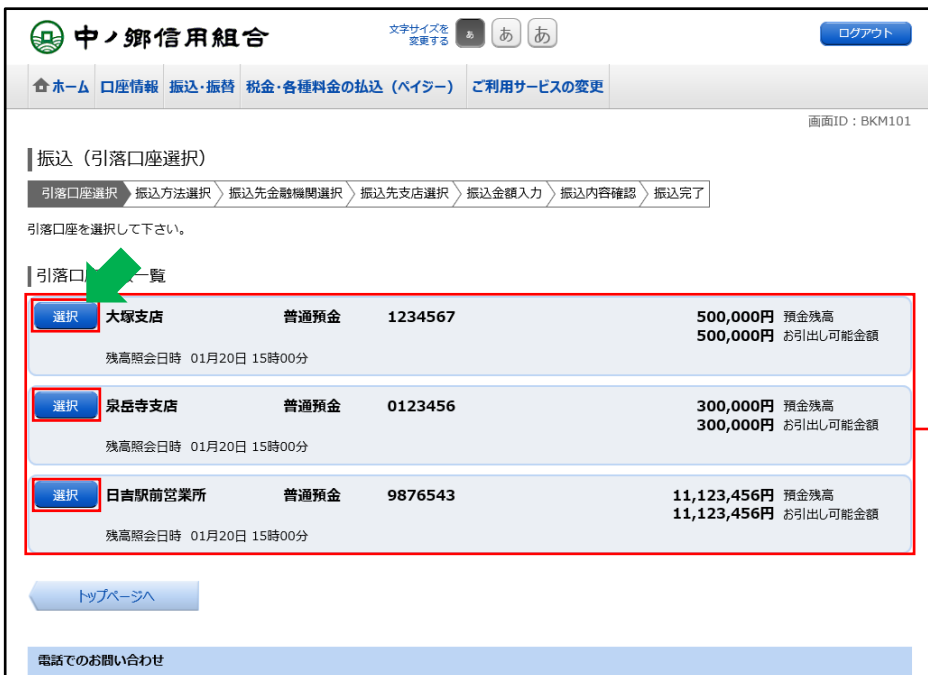 中ノ郷信用組合
文字サイズを
変更する
あ あ あ
ログアウト
ホーム 口座情報 振込・振替 税金・各種料金の払込（ペイジー） ご利用サービスの変更
画面ID：BKM101
振込（引落口座選択）
引落口座選択 振込方法選択 振込先金融機関選択 振込先支店選択 振込金額入力 振込内容確認 振込完了
引落口座を選択して下さい。
引落口 一覧
選択 大塚支店 普通預金 1234567 500,000円 預金残高
500,000円 お引出し可能金額
残高照会日時 01月20日 15時00分
選択 泉岳寺支店 普通預金 0123456 300,000円 預金残高
300,000円 お引出し可能金額
残高照会日時 01月20日 15時00分
選択 日吉駅前営業所 普通預金 9876543 11,123,456円 預金残高
11,123,456円 お引出し可能金額
残高照会日時 01月20日 15時00分
トップページへ
電話でのお問い合わせ